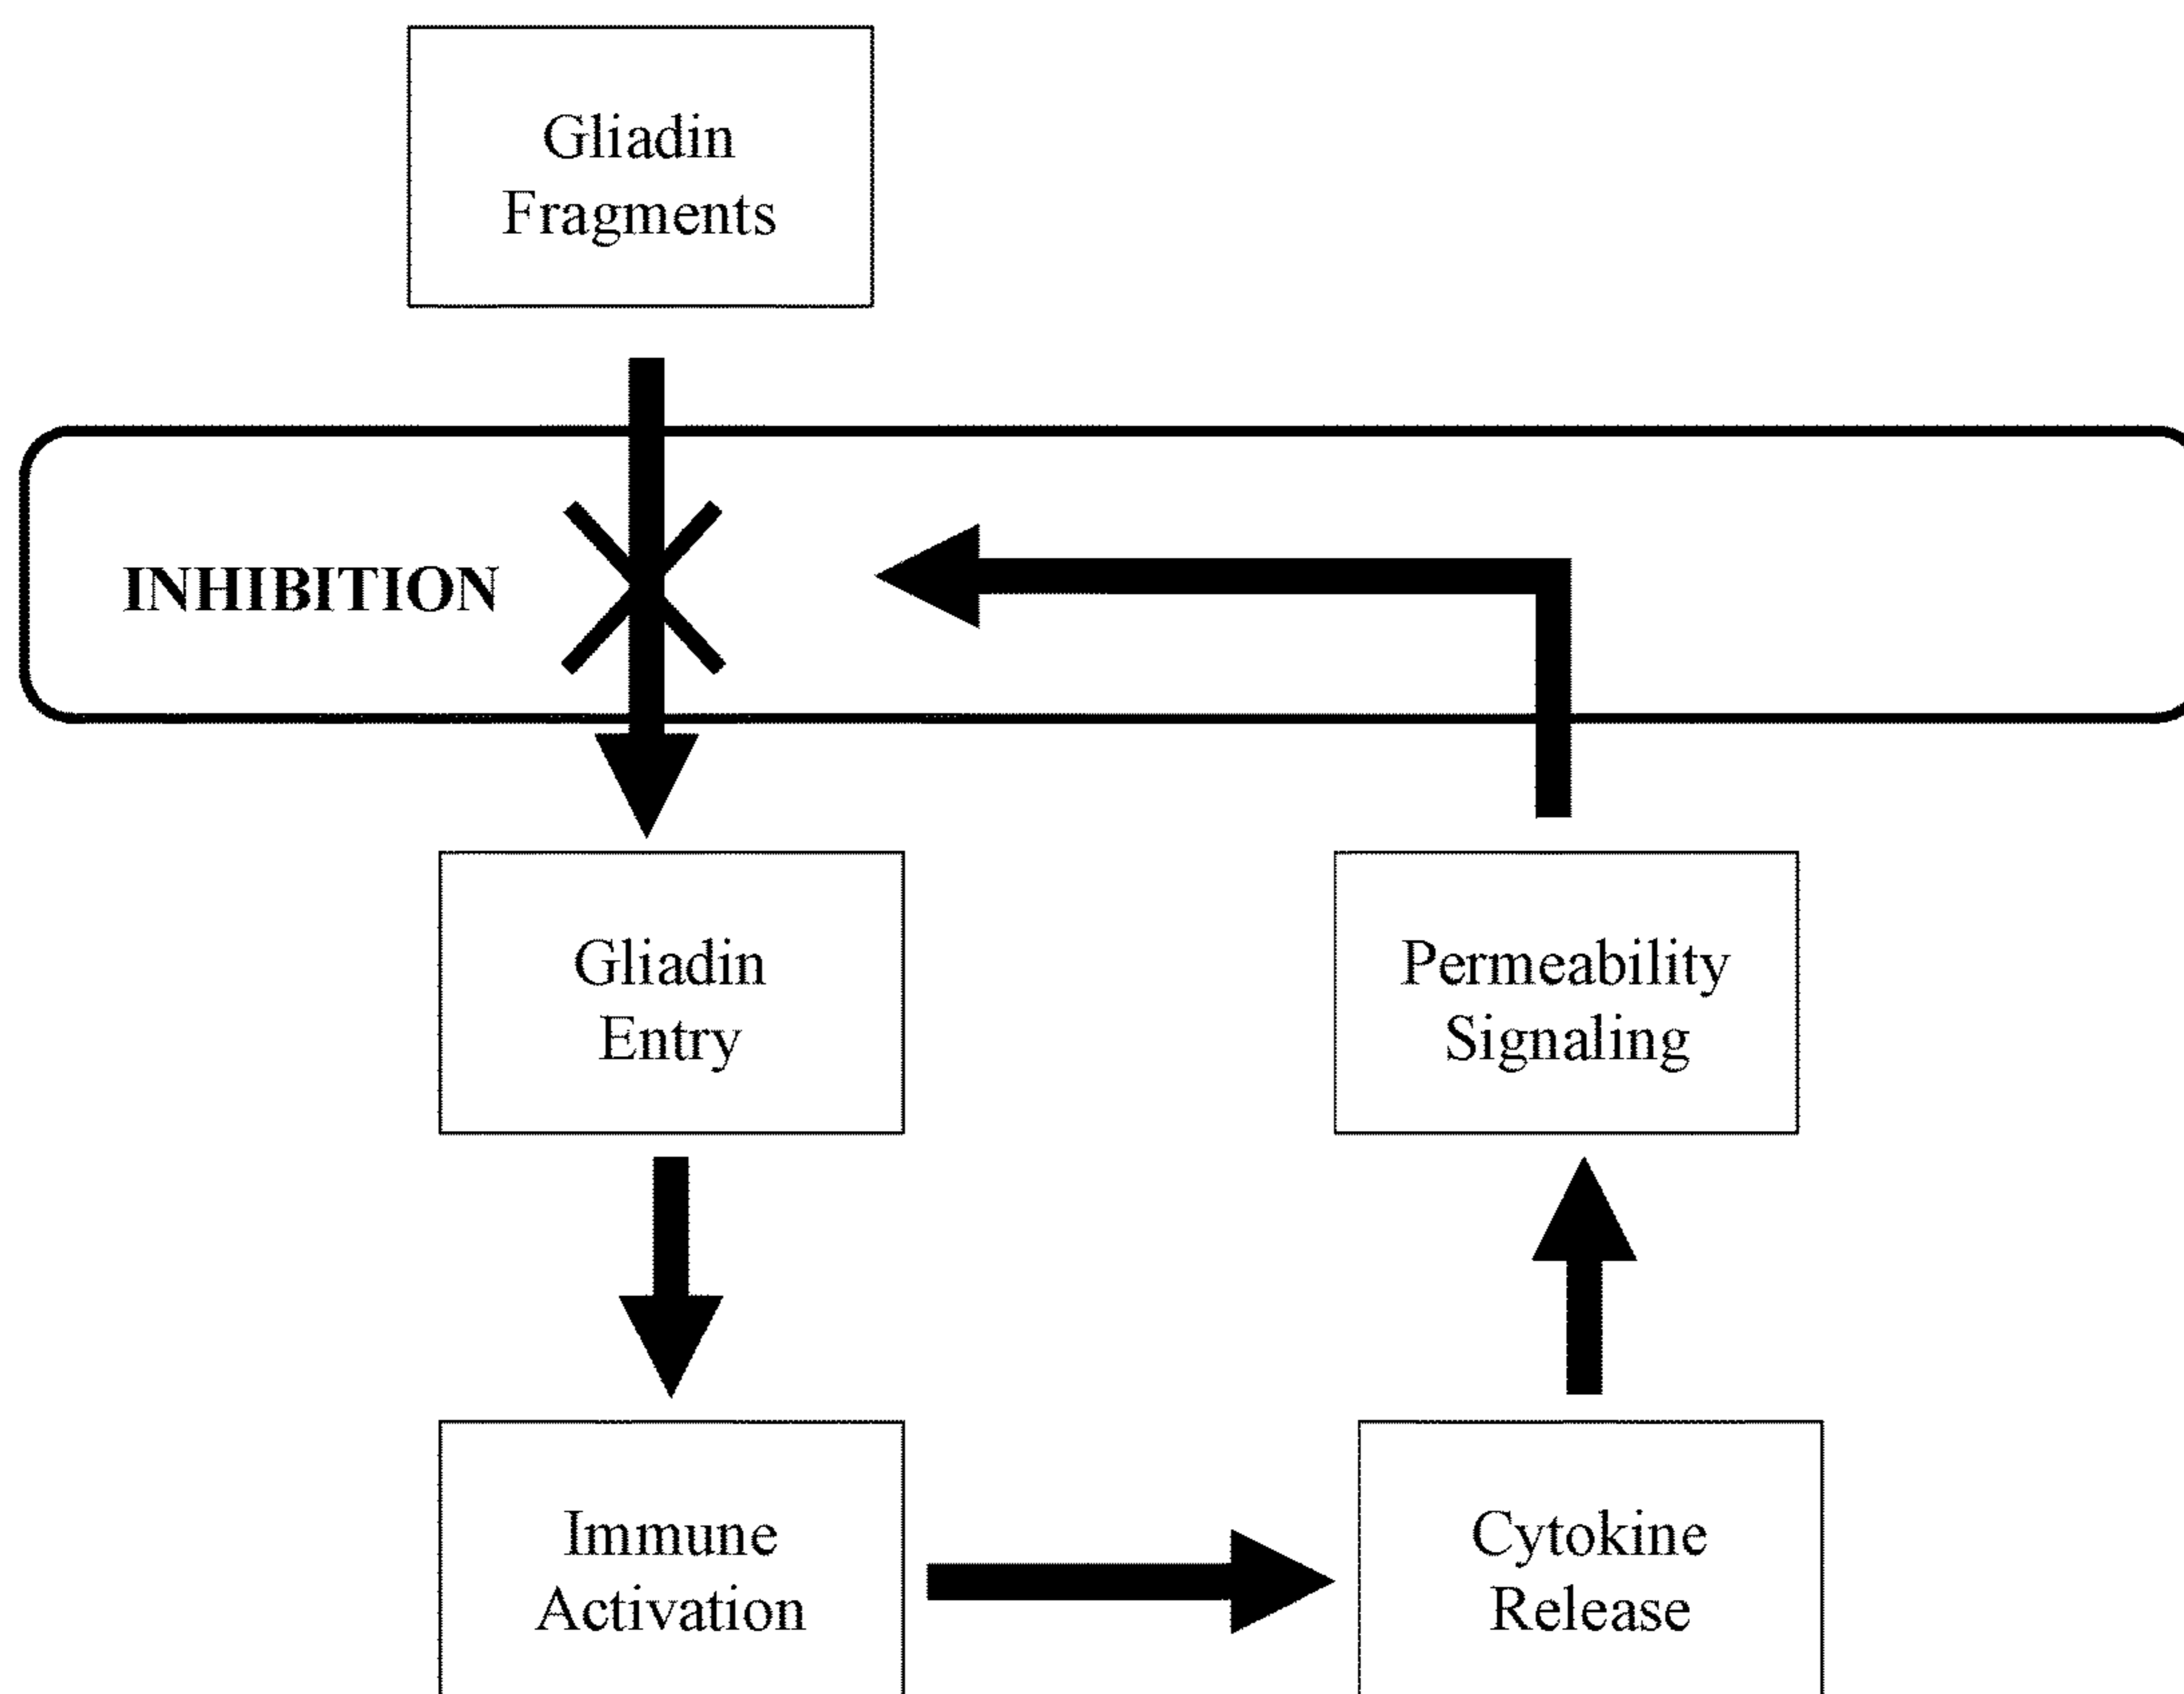 Gliadin
Fragments
INHIBITION
Gliadin
Entry
Permeability
Signaling
Immune
Activation
Cytokine
Release